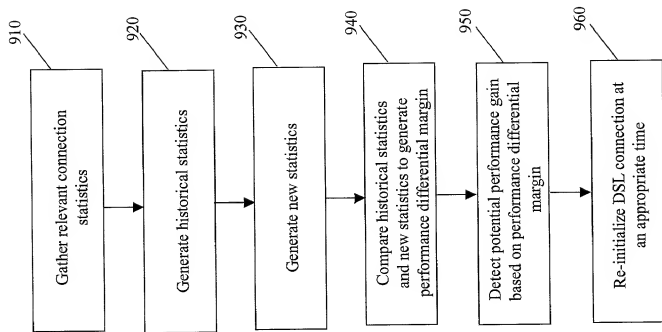 910
Gather relevant connection
statistics
920
Generate historical statistics
930
Generate new statistics
940
Compare historical statistics
and new statistics to generate
performance differential margin
950
Detect potential performance gain
based on performance differential
margin
960
Re-initialize DSL connection at
an appropriate time